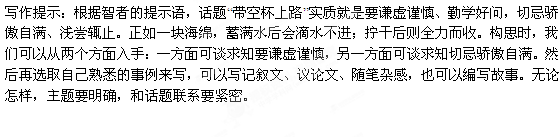 写作提示：根据智者的提示语，话题“带空杯上路”实质就是要谦虚谨慎、勤学好问，切忌骄
傲自满、浅尝辄止。正如一块海绵，蓄满水后会滴水不进；拧干后则全力而收。构思时，我
们可以从两个方面入手：一方面可谈求知要谦虚谨慎，另一方面可谈求知切忌骄傲自满。然
后再选取自己熟悉的事例来写，可以写记叙文、议论文、随笔杂感，也可以编写故事。无论
怎样，主题要明确，和话题联系要紧密。